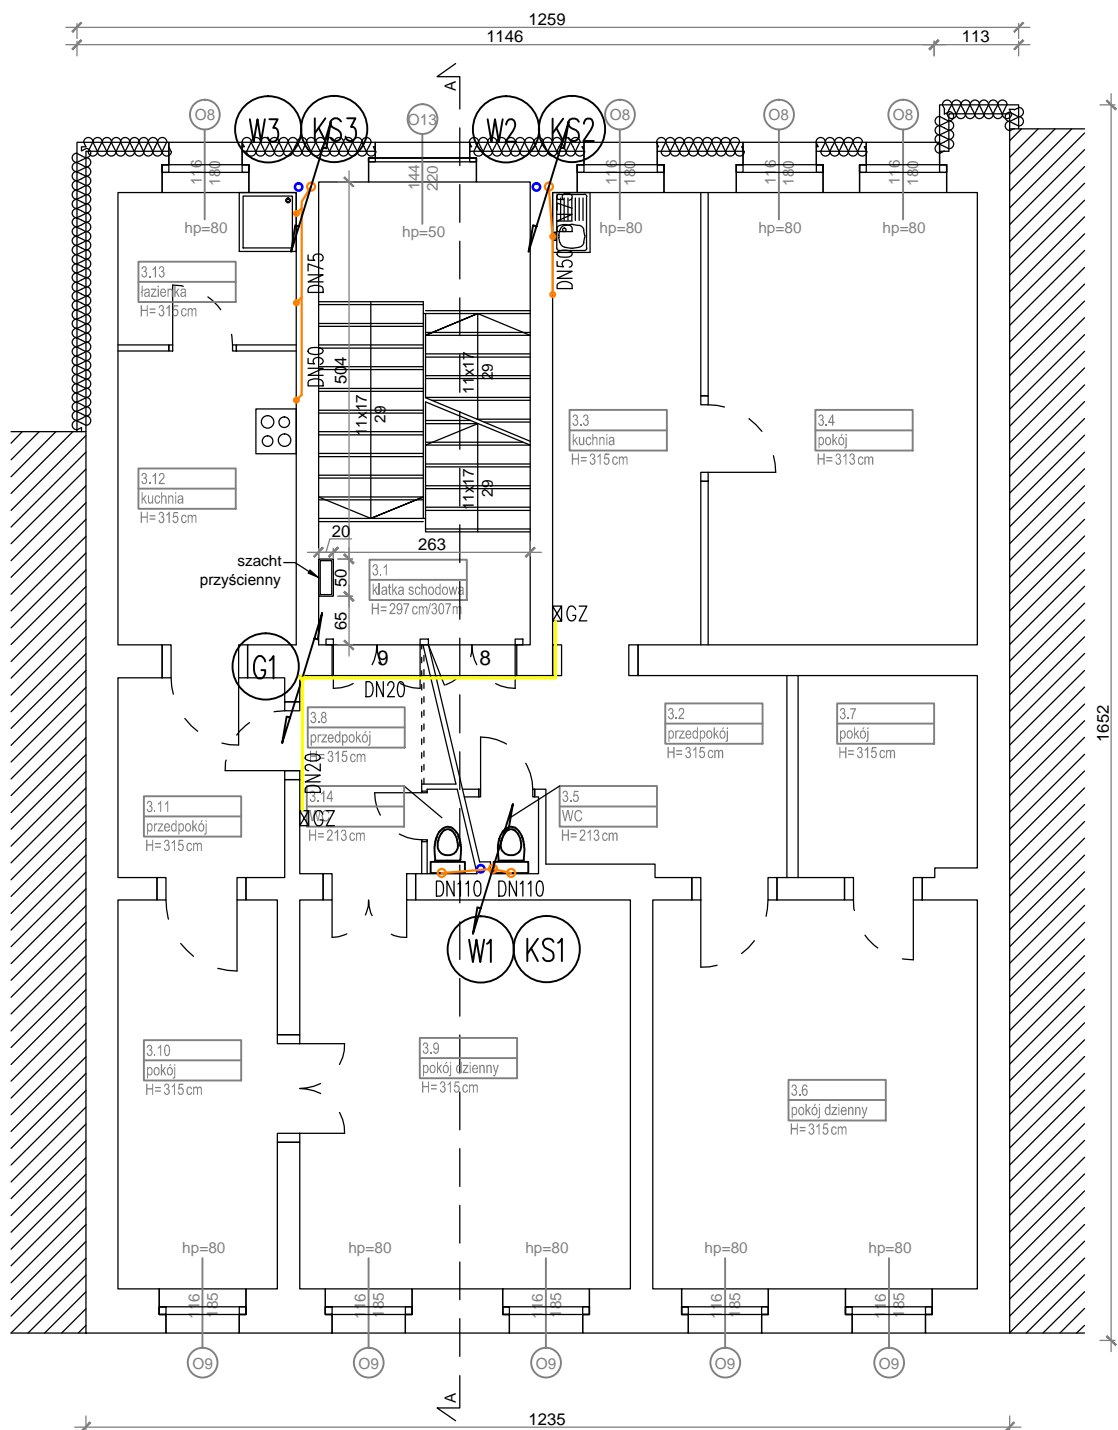 1259
1146
113
A
O8
W3
KS3
O13
W2
KS2
O8
O8
O8
116
180
144
220
116
180
116
180
116
180
hp=80
hp=50
hp=80
hp=80
hp=80
DN75
DN50
DN50
3.13
łazienka
H=315cm
DN75
DN50
504
11x17
29
11x17
29
11x17
29
3.3
kuchnia
H=315cm
3.4
pokój
H=313cm
3.12
kuchnia
H=315cm
20
263
szacht
przyścienny
50
65
3.1
klatka schodowa
H=297cm/307m
GZ
G1
9
8
DN20
3.8
przedpokój
H=315cm
3.2
przedpokój
H=315cm
3.7
pokój
H=315cm
1652
DN20
3.14
WC
H=213cm
3.5
WC
H=213cm
GZ
3.11
przedpokój
H=315cm
DN110
DN110
W1
KS1
3.10
pokój
H=315cm
3.9
pokój dzienny
H=315cm
3.6
pokój dzienny
H=315cm
hp=80
hp=80
hp=80
hp=80
hp=80
116
185
116
185
116
185
116
185
116
185
O9
O9
O9
O9
O9
A
1235